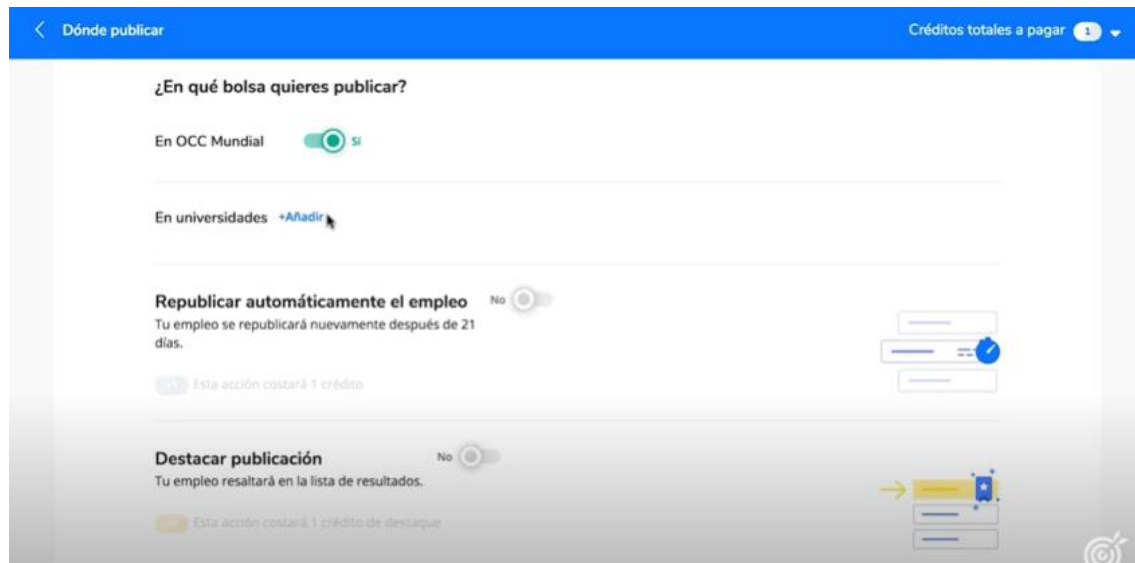 Dónde publicar
Créditos totales a pagar 1
¿En qué bolsa quieres publicar?
En OCC Mundial Sí
En universidades +Añadir
Republicar automáticamente el empleo No
Tu empleo se republicará nuevamente después de 21
días.
Esta acción costará 1 crédito
Destacar publicación No
Tu empleo resaltará en la lista de resultados.
Esta acción costará 1 crédito de destaque